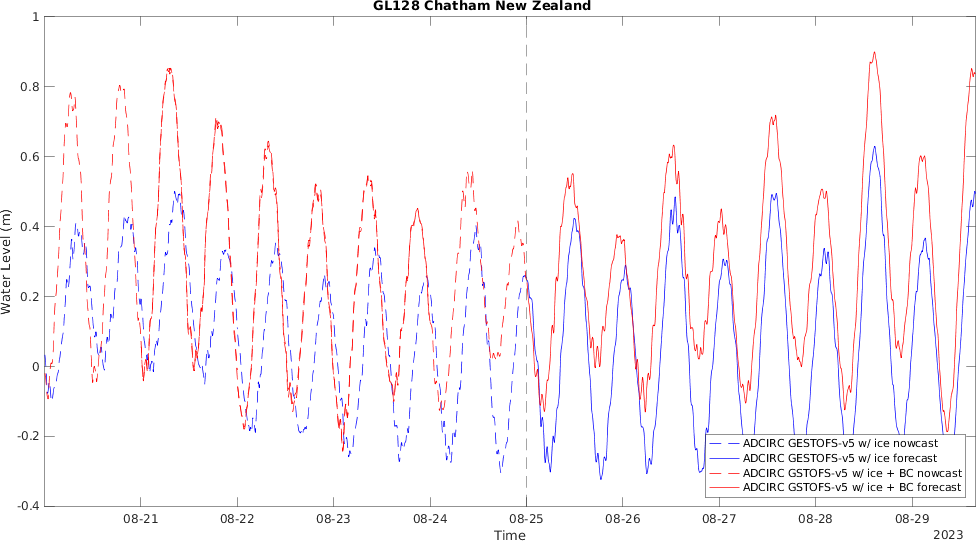 GL128 Chatham New Zealand
1
0.8
0.6
0.4
0.2
0
-0.2
-0.4
Water Level (m)
ADCIRC GESTOFS-v5 w/ ice nowcast
ADCIRC GESTOFS-v5 w/ ice forecast
ADCIRC GSTOFS-v5 w/ ice + BC nowcast
ADCIRC GSTOFS-v5 w/ ice + BC forecast
08-21 08-22 08-23 08-24 08-25 08-26 08-27 08-28 08-29
Time
2023